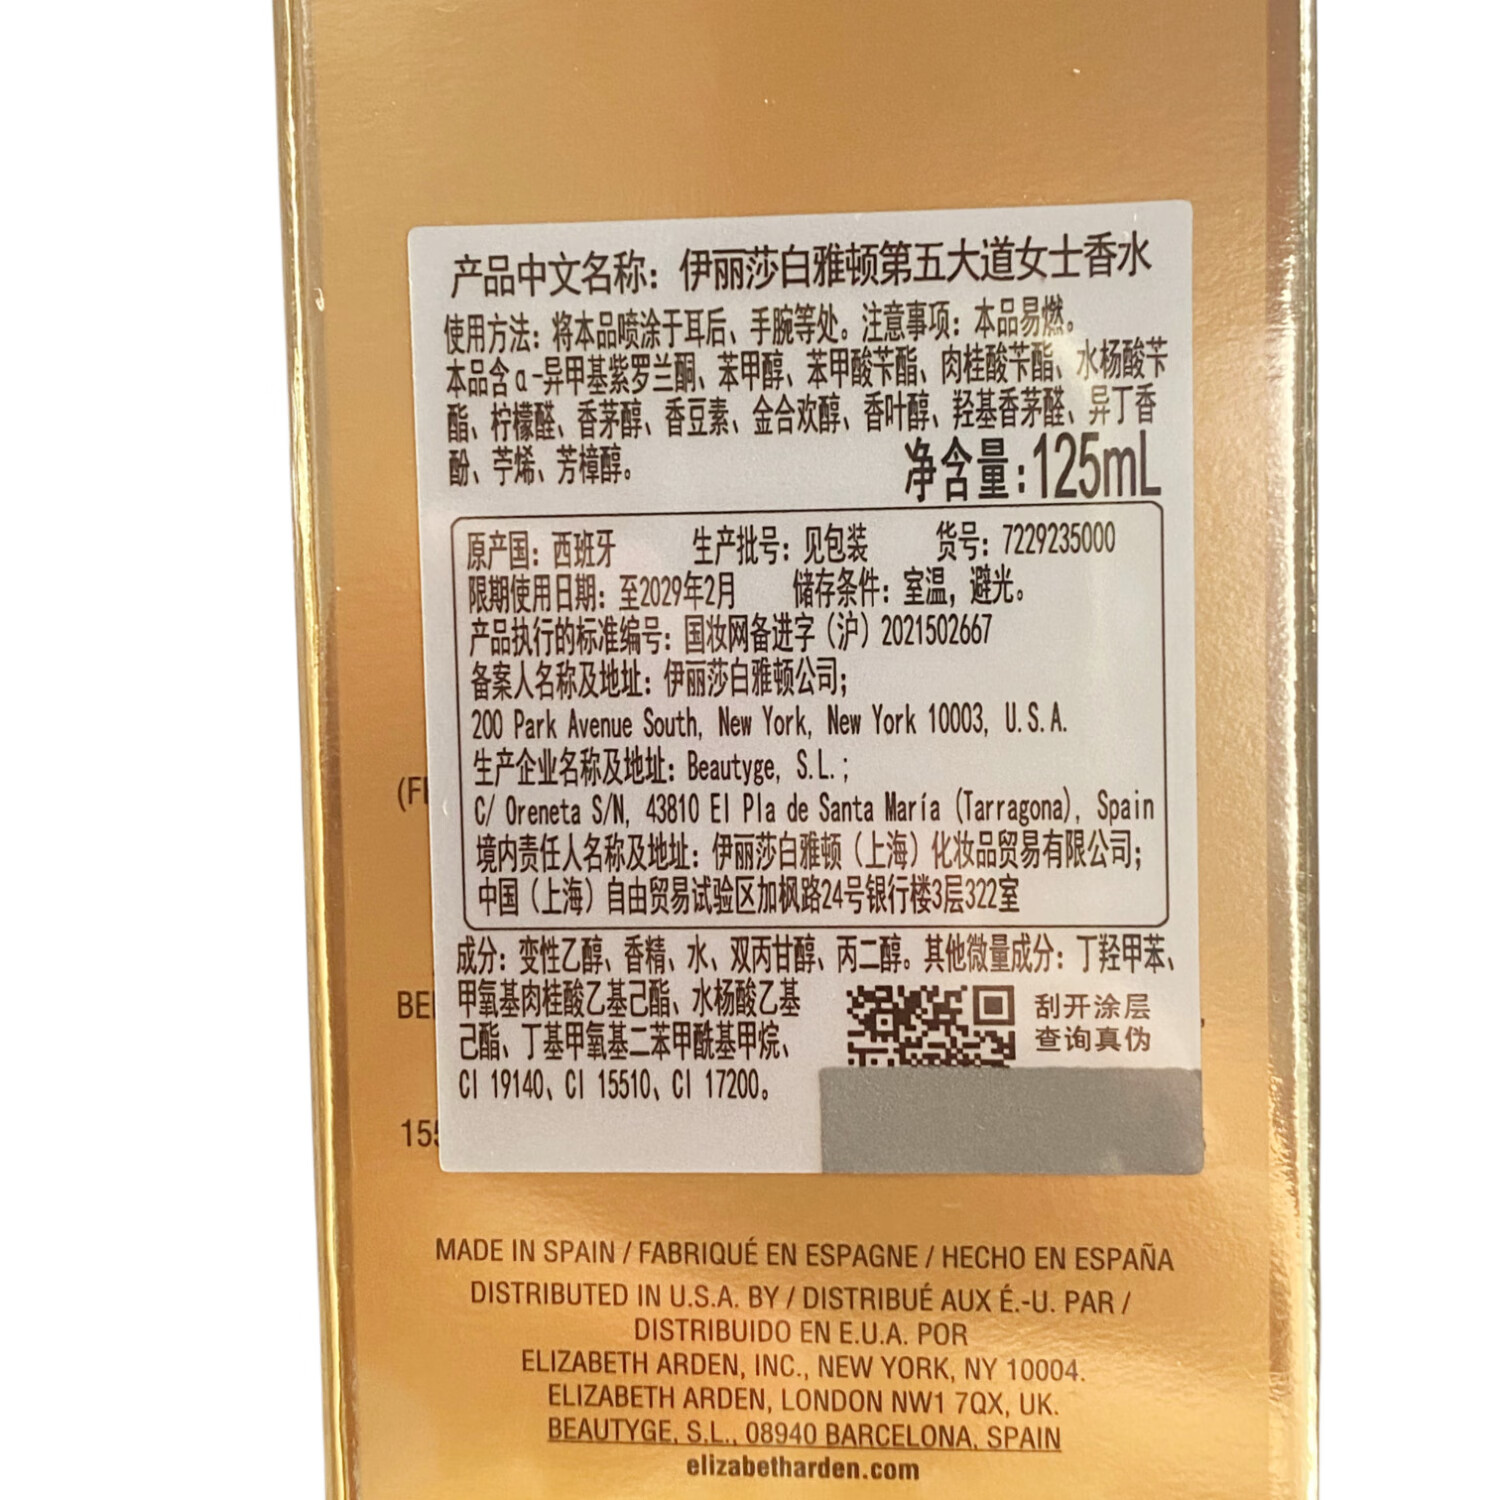 产品中文名称：伊丽莎白雅顿第五大道女士香水
使用方法：将本品喷涂于耳后、手腕等处。注意事项：本品易燃。
本品含α-异甲基紫罗兰酮、苯甲醇、苯甲酸苄酯、肉桂酸苄酯、水杨酸苄
酯、柠檬醛、香茅醇、香豆素、金合欢醇、香叶醇、羟基香茅醛、异丁香
酚、苧烯、芳樟醇。
净含量：125mL
原产国：西班牙 生产批号：见包装 货号：7229235000
限期使用日期：至2029年2月 储存条件：室温，避光。
产品执行的标准编号：国妆网备进字（沪）2021502667
备案人名称及地址：伊丽莎白雅顿公司；
200 Park Avenue South, New York, New York 10003, U.S.A.
生产企业名称及地址：Beautyge, S.L.；
C/ Oreneta S/N, 43810 El Pla de Santa María (Tarragona), Spain
境内责任人名称及地址：伊丽莎白雅顿（上海）化妆品贸易有限公司；
中国（上海）自由贸易试验区加枫路24号银行楼3层322室
成分：变性乙醇、香精、水、双丙甘醇、丙二醇。其他微量成分：丁羟甲苯、
甲氧基肉桂酸乙基己酯、水杨酸乙基
己酯、丁基甲氧基二苯甲酰基甲烷、
CI 19140、CI 15510、CI 17200。
刮开涂层
查询真伪
BE
155
MADE IN SPAIN / FABRIQUÉ EN ESPAGNE / HECHO EN ESPAÑA
DISTRIBUTED IN U.S.A. BY / DISTRIBUÉ AUX É.-U. PAR /
DISTRIBUIDO EN E.U.A. POR
ELIZABETH ARDEN, INC., NEW YORK, NY 10004.
ELIZABETH ARDEN, LONDON NW1 7QX, UK.
BEAUTYGE, S.L., 08940 BARCELONA, SPAIN
elizabetharden.com